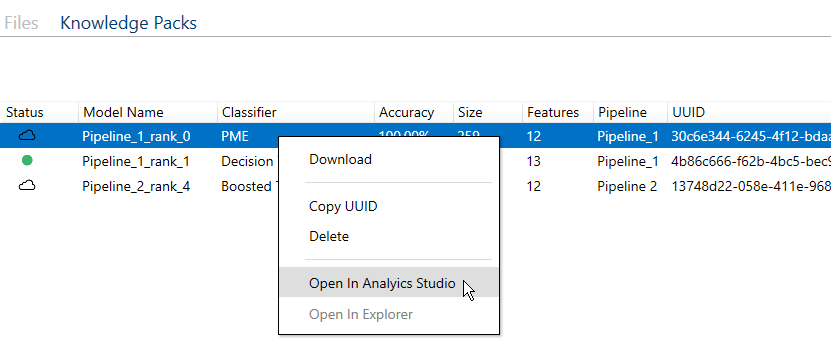 Files Knowledge Packs
Status Model Name Classifier Accuracy Size Features Pipeline UUID
Pipeline_1_rank_0 PME 100.00% 259 12 Pipeline_1 30c6e344-6245-4f12-bdaa
Pipeline_1_rank_1 Decision 13 Pipeline_1 4b86c666-f62b-4bc5-bec9
Pipeline_2_rank_4 Boosted 12 Pipeline 2 13748d22-058e-411e-968
Download
Copy UUID
Delete
Open In Analyics Studio
Open In Explorer